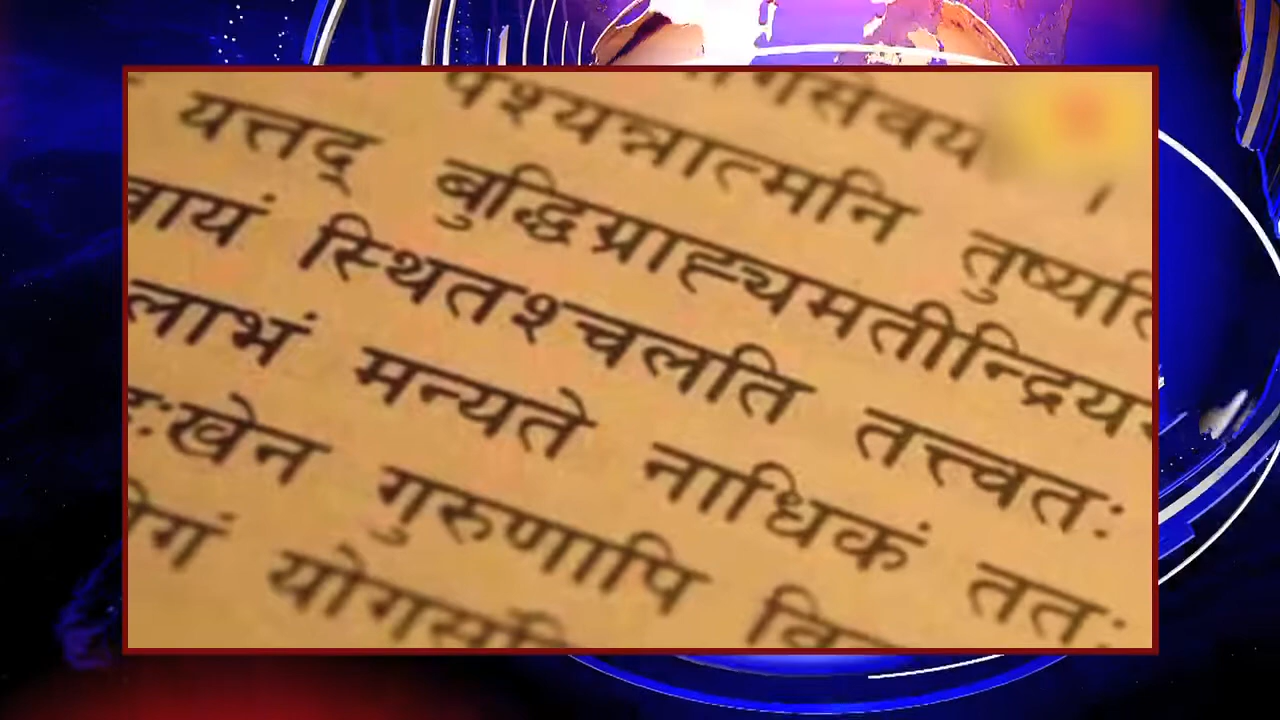 ।
पश्यन्नात्मनि तुष्यति
यत्तद् बुद्धिग्राह्यमतीन्द्रिय
वायं स्थितश्चलति तत्त्वतः
लाभं मन्यते नाधिकं ततः
ःखेन गुरुणापि